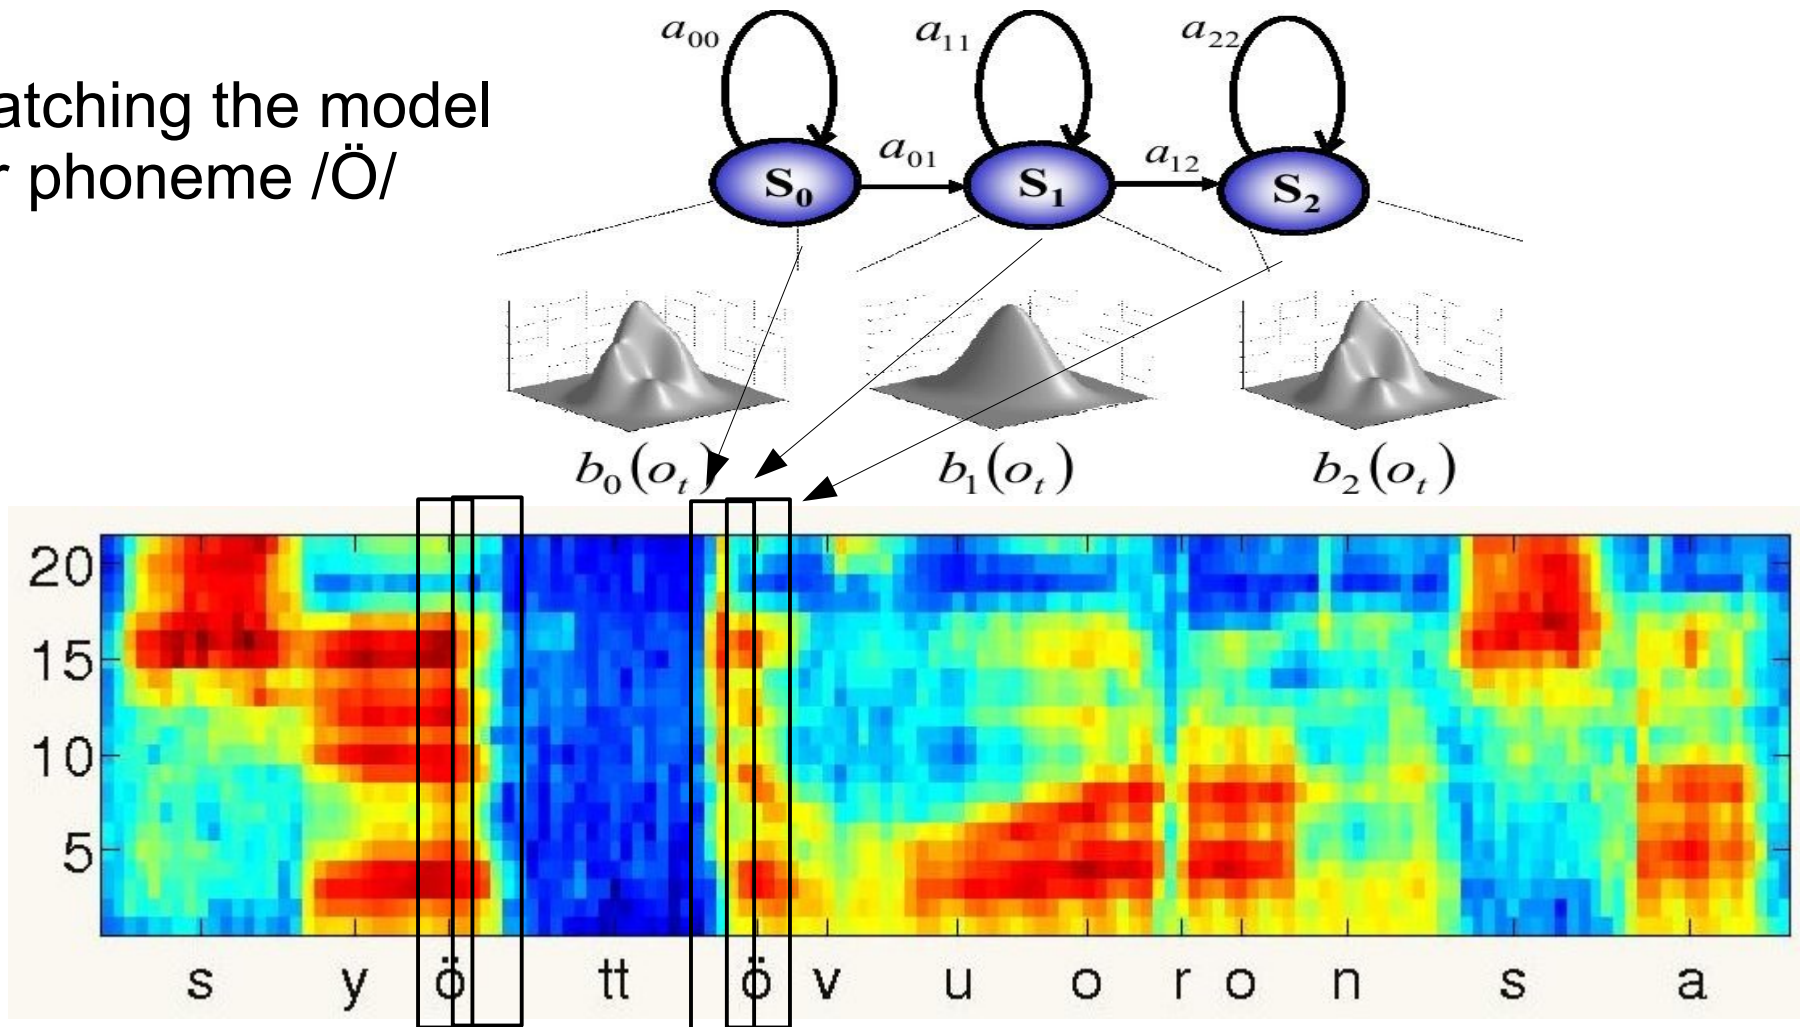 atching the model
r phoneme /Ö/
a00 a11 a22
a01 a12
S0 S1 S2
b0(ot) b1(ot) b2(ot)
20
15
10
5
s y ö tt ö v u o r o n s a